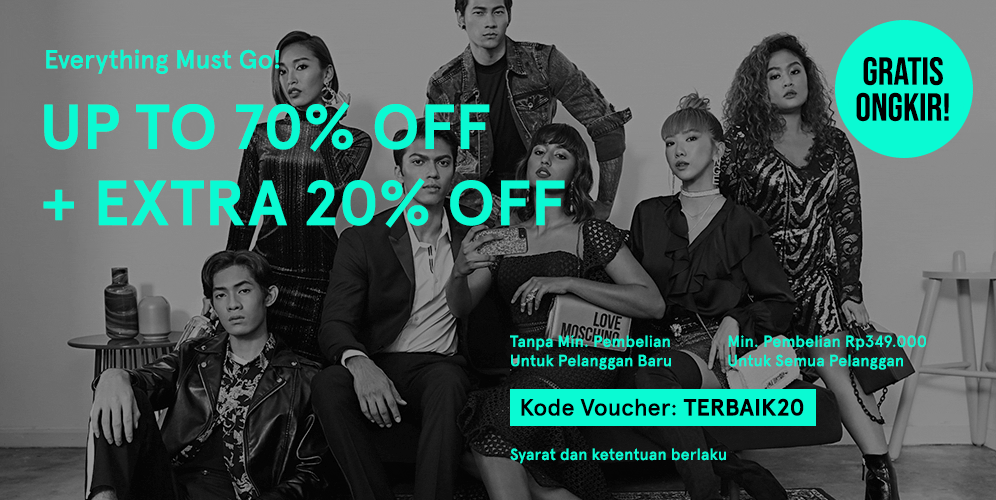 Everything Must Go!
UP TO 70% OFF
+ EXTRA 20% OFF
GRATIS
ONGKIR!
LOVE
MOSCHINO
Tanpa Min. Pembelian
Untuk Pelanggan Baru
Min. Pembelian Rp349.000
Untuk Semua Pelanggan
Kode Voucher: TERBAIK20
Syarat dan ketentuan berlaku